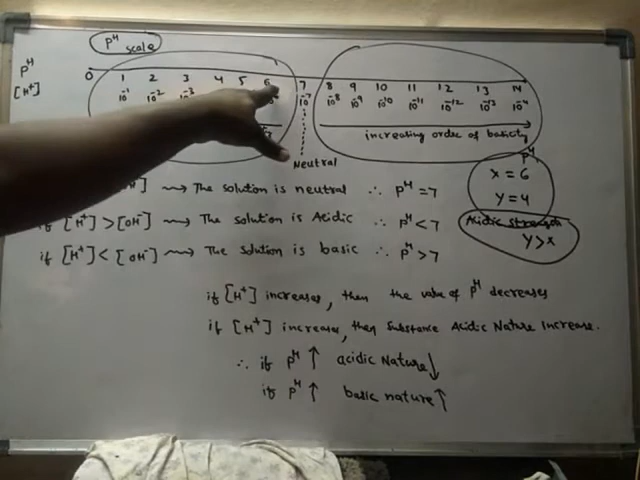 pH scale
pH 0 1 2 3 4 5 6 7 8 9 10 11 12 13 14
[H+] 10⁻¹ 10⁻² 10⁻³ 10⁻⁷ 10⁻⁸ 10⁻⁹ 10⁻¹⁰ 10⁻¹¹ 10⁻¹² 10⁻¹³
increasing order of basicity
Neutral
pH
x = 6
y = 4
Acidic strength
y > x
⇝ The solution is neutral ∴ pH = 7
if [H+] > [OH-] ⇝ The solution is Acidic ∴ pH < 7
if [H+] < [OH-] ⇝ The solution is basic ∴ pH > 7
if [H+] increases, then the value of pH decreases
if [H+] increase, then substance Acidic Nature Increase.
∴ if pH ↑ acidic Nature ↓
if pH ↑ basic nature ↑